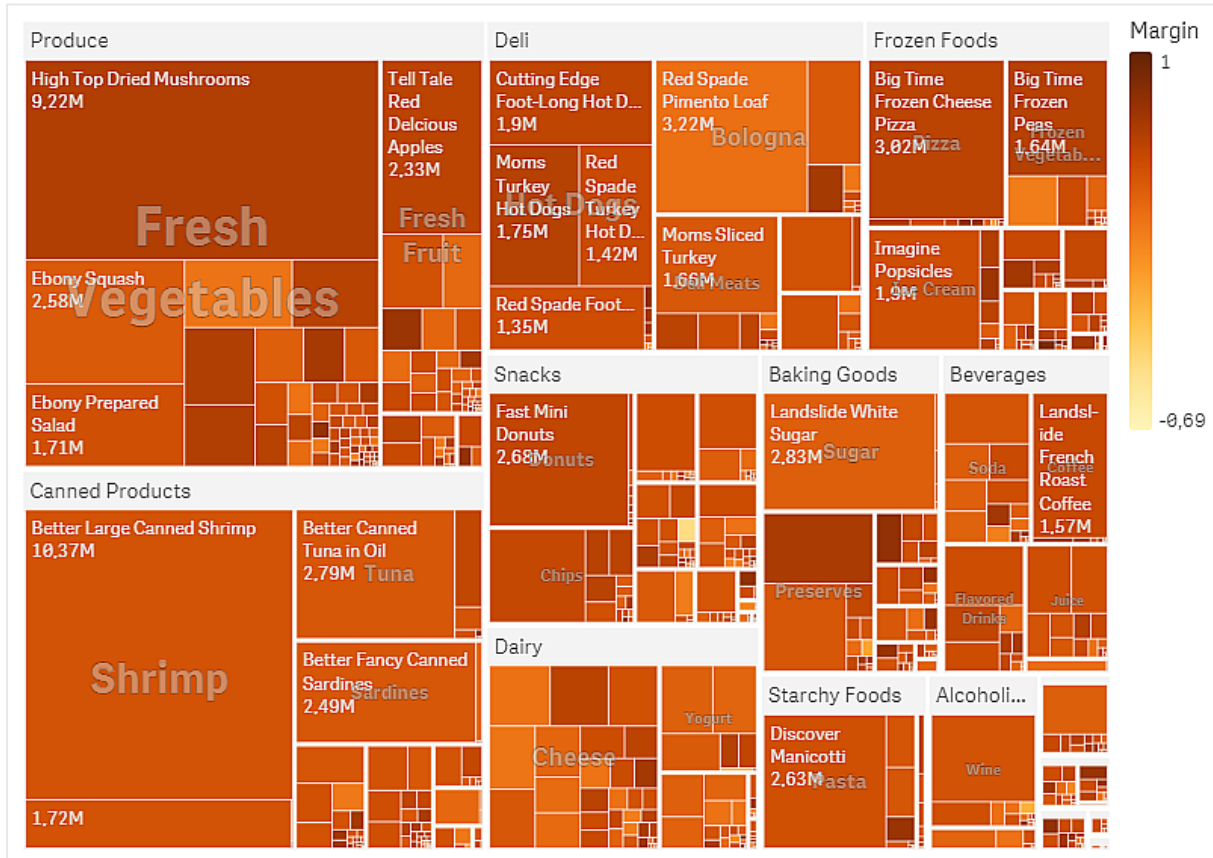 Produce
High Top Dried Mushrooms
9,22M
Fresh
Vegetables
Tell Tale
Red
Delcious
Apples
2,33M
Fresh
Fruit
Ebony Squash
2,58M
Ebony Prepared
Salad
1,71M
Canned Products
Better Large Canned Shrimp
10,37M
Shrimp
1,72M
Better Canned
Tuna in Oil
2,79M
Tuna
Better Fancy Canned
Sardines
2,49M
Sardines
Deli
Cutting Edge
Foot-Long Hot D...
1,9M
Moms
Turkey
Hot Dogs
1,75M
Red
Spade
Turkey
Hot D...
1,42M
Hot Dogs
Red Spade Foot...
1,35M
Red Spade
Pimento Loaf
3,22M
Bologna
Moms Sliced
Turkey
1,66M
Deli Meats
Frozen Foods
Big Time
Frozen Cheese
Pizza
3,02M
Pizza
Big Time
Frozen
Peas
1,64M
Frozen
Vegetab...
Imagine
Popsicles
1,9M
Ice Cream
Snacks
Fast Mini
Donuts
2,68M
Donuts
Chips
Dairy
Cheese
Yogurt
Baking Goods
Landslide White
Sugar
2,83M
Sugar
Preserves
Beverages
Soda
Landsl-
ide
French
Roast
Coffee
1,57M
Coffee
Flavored
Drinks
Juice
Starchy Foods
Discover
Manicotti
2,63M
Pasta
Alcoholi...
Wine
Margin
1
-0,69